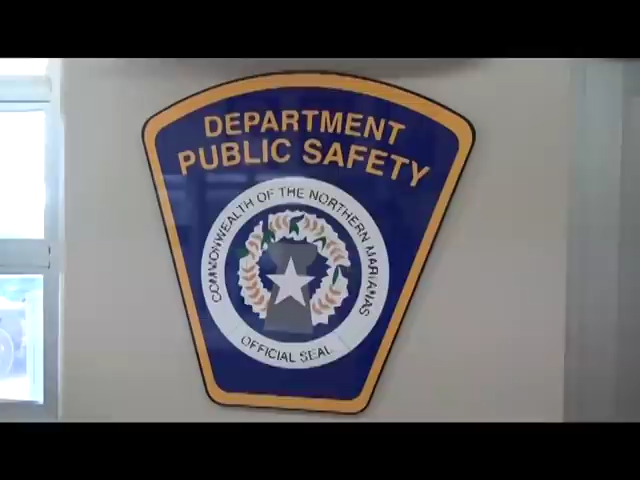 DEPARTMENT
PUBLIC SAFETY
COMMONWEALTH OF THE NORTHERN MARIANAS
OFFICIAL SEAL